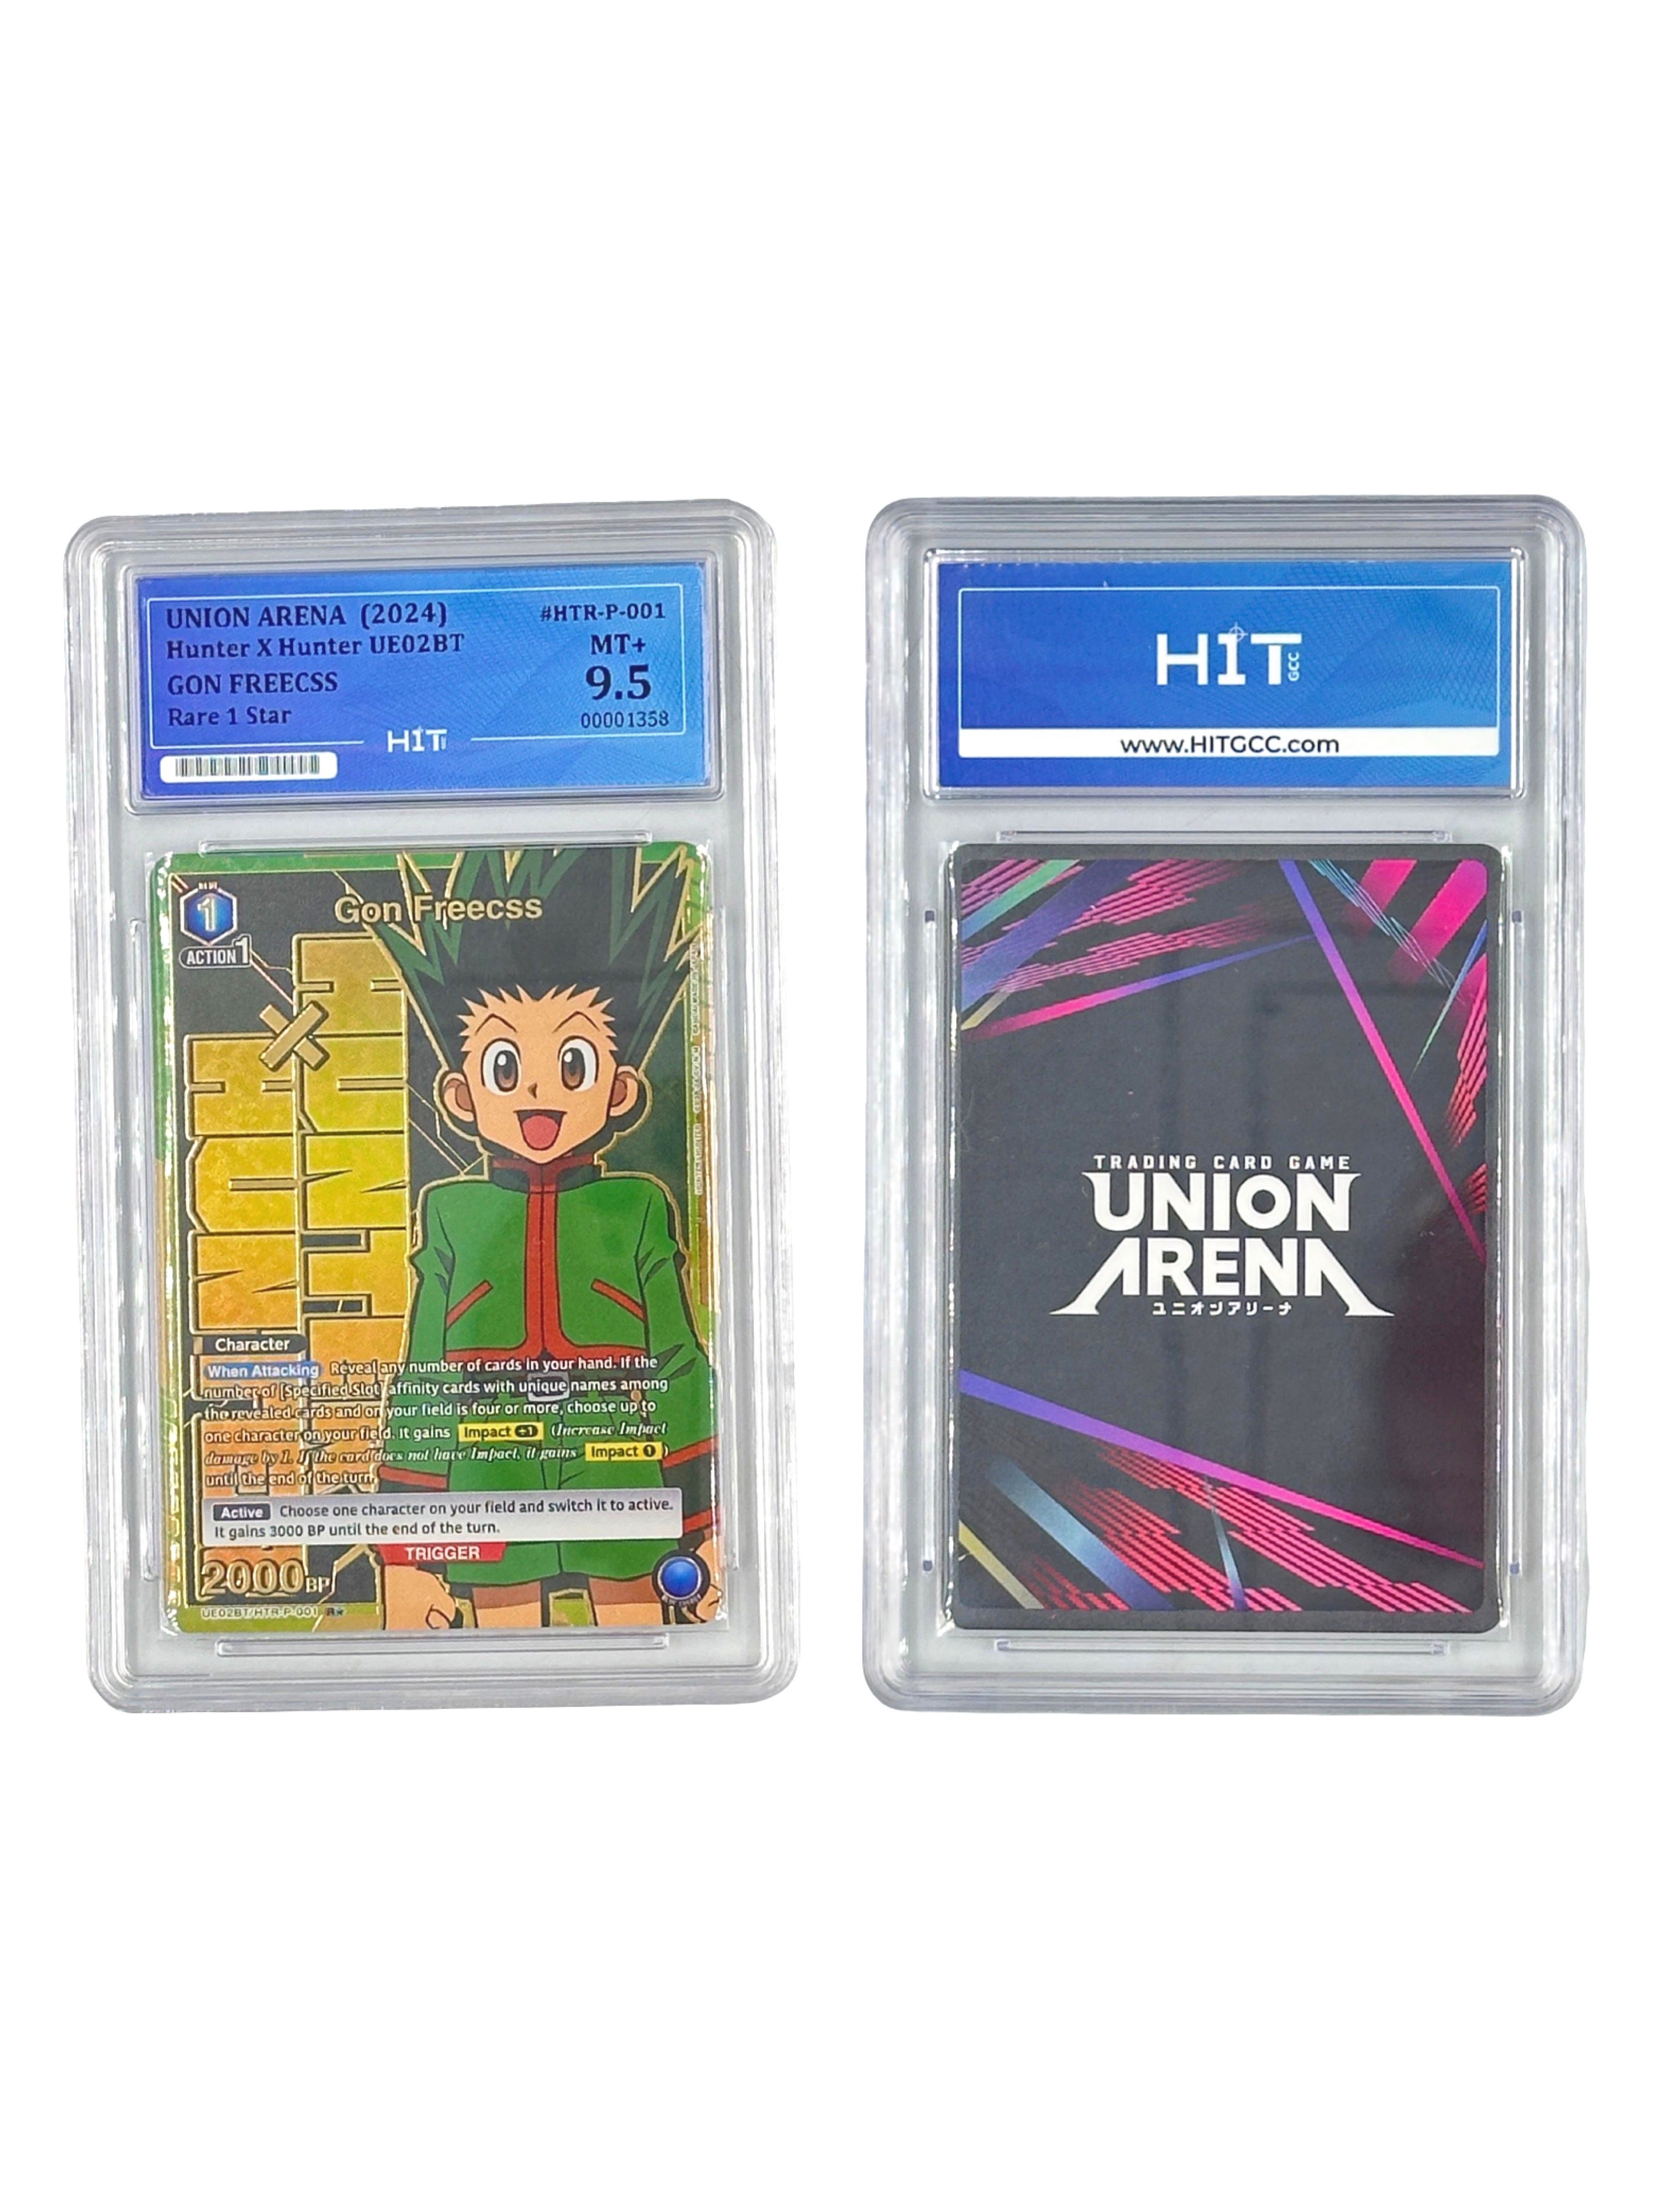 UNION ARENA (2024)
#HTR-P-001
Hunter X Hunter UE02BT
MT+
GON FREECSS
9.5
Rare 1 Star
00001358
HIT
1
ACTION 1
Gon Freecss
Character
When Attacking Reveal any number of cards in your hand. If the
number of [Specified Slot] affinity cards with unique names among
the revealed cards and on your field is four or more, choose up to
one character on your field. It gains Impact +1 (Increase Impact
damage by 1. If the card does not have Impact, it gains Impact 1)
until the end of the turn.
Active Choose one character on your field and switch it to active.
It gains 3000 BP until the end of the turn.
TRIGGER
2000 BP
UE02BT/HTR-P-001 R★
HIT GCC
www.HITGCC.com
TRADING CARD GAME
UNION
ARENA
ユニオンアリーナ